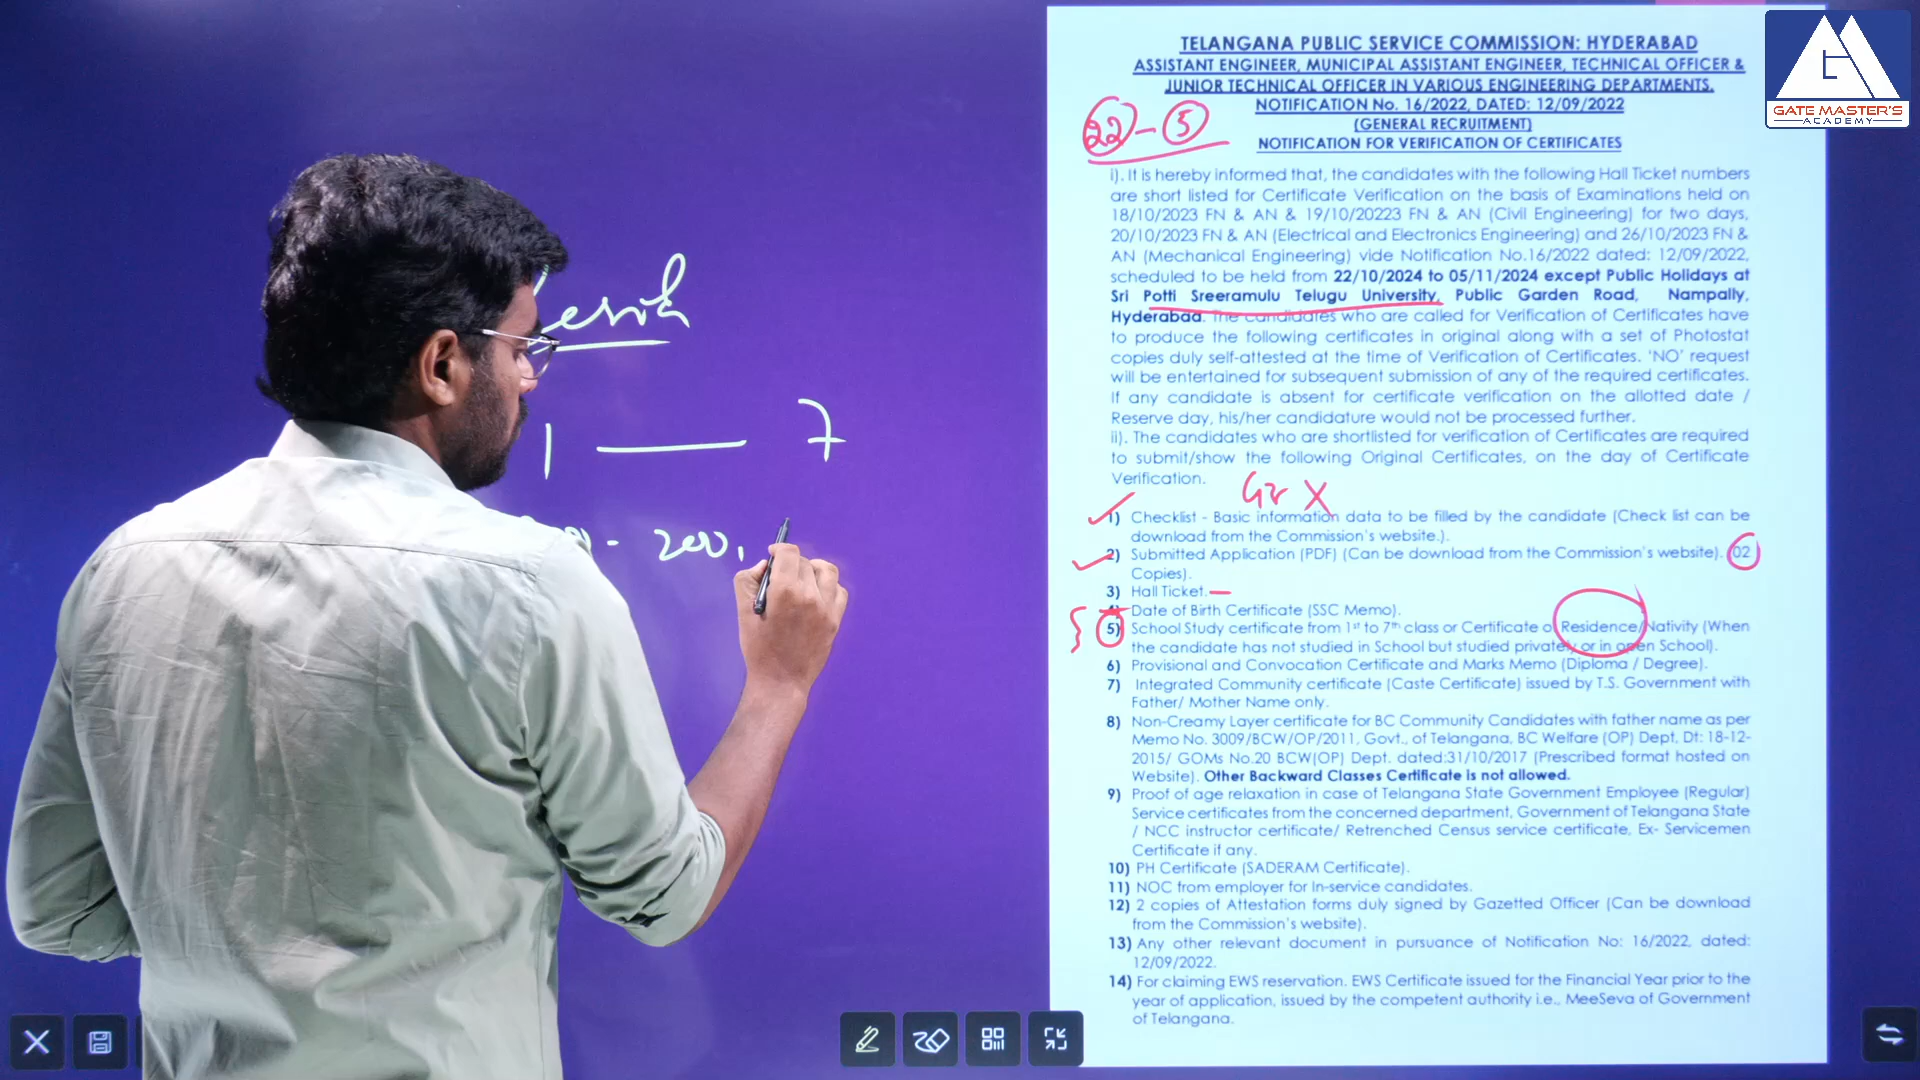 TELANGANA PUBLIC SERVICE COMMISSION: HYDERABAD
ASSISTANT ENGINEER, MUNICIPAL ASSISTANT ENGINEER, TECHNICAL OFFICER &
JUNIOR TECHNICAL OFFICER IN VARIOUS ENGINEERING DEPARTMENTS.
NOTIFICATION No. 16/2022, DATED: 12/09/2022
(GENERAL RECRUITMENT)
NOTIFICATION FOR VERIFICATION OF CERTIFICATES
22 - 5
i). It is hereby informed that, the candidates with the following Hall Ticket numbers
are short listed for Certificate Verification on the basis of Examinations held on
18/10/2023 FN & AN & 19/10/20223 FN & AN (Civil Engineering) for two days,
20/10/2023 FN & AN (Electrical and Electronics Engineering) and 26/10/2023 FN &
AN (Mechanical Engineering) vide Notification No.16/2022 dated: 12/09/2022,
scheduled to be held from 22/10/2024 to 05/11/2024 except Public Holidays at
Sri Potti Sreeramulu Telugu University, Public Garden Road, Nampally,
Hyderabad. The candidates who are called for Verification of Certificates have
to produce the following certificates in original along with a set of Photostat
copies duly self-attested at the time of Verification of Certificates. 'NO' request
will be entertained for subsequent submission of any of the required certificates.
If any candidate is absent for certificate verification on the allotted date /
Reserve day, his/her candidature would not be processed further.
ii). The candidates who are shortlisted for verification of Certificates are required
to submit/show the following Original Certificates, on the day of Certificate
Verification.
1) Checklist - Basic information data to be filled by the candidate (Check list can be
download from the Commission's website.).
2) Submitted Application (PDF) (Can be download from the Commission's website). 02
Copies).
3) Hall Ticket.
4) Date of Birth Certificate (SSC Memo).
5) School Study certificate from 1st to 7th class or Certificate of Residence/Nativity (When
the candidate has not studied in School but studied privately or in open School).
6) Provisional and Convocation Certificate and Marks Memo (Diploma / Degree).
7) Integrated Community certificate (Caste Certificate) issued by T.S. Government with
Father/ Mother Name only.
8) Non-Creamy Layer certificate for BC Community Candidates with father name as per
Memo No. 3009/BCW/OP/2011, Govt., of Telangana, BC Welfare (OP) Dept, Dt: 18-12-
2015/ GOMs No.20 BCW(OP) Dept. dated:31/10/2017 (Prescribed format hosted on
Website). Other Backward Classes Certificate is not allowed.
9) Proof of age relaxation in case of Telangana State Government Employee (Regular)
Service certificates from the concerned department, Government of Telangana State
/ NCC instructor certificate/ Retrenched Census service certificate, Ex- Servicemen
Certificate if any.
10) PH Certificate (SADERAM Certificate).
11) NOC from employer for In-service candidates.
12) 2 copies of Attestation forms duly signed by Gazetted Officer (Can be download
from the Commission's website).
13) Any other relevant document in pursuance of Notification No: 16/2022, dated:
12/09/2022.
14) For claiming EWS reservation. EWS Certificate issued for the Financial Year prior to the
year of application, issued by the competent authority i.e., MeeSeva of Government
of Telangana.
1 — 7
- 200,
GATE MASTER'S
ACADEMY